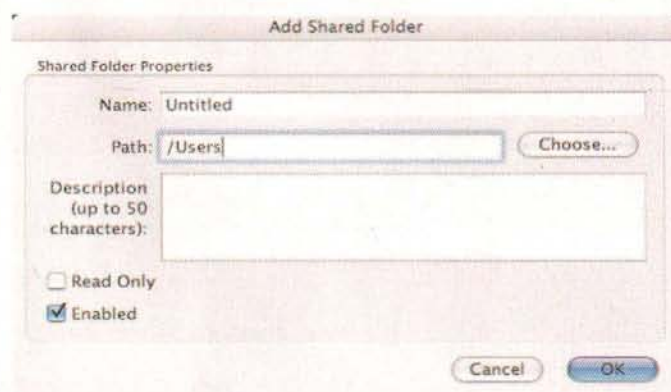 Add Shared Folder
Shared Folder Properties
Name: Untitled
Path: /Users
Choose...
Description
(up to 50
characters):
Read Only
Enabled
Cancel
OK